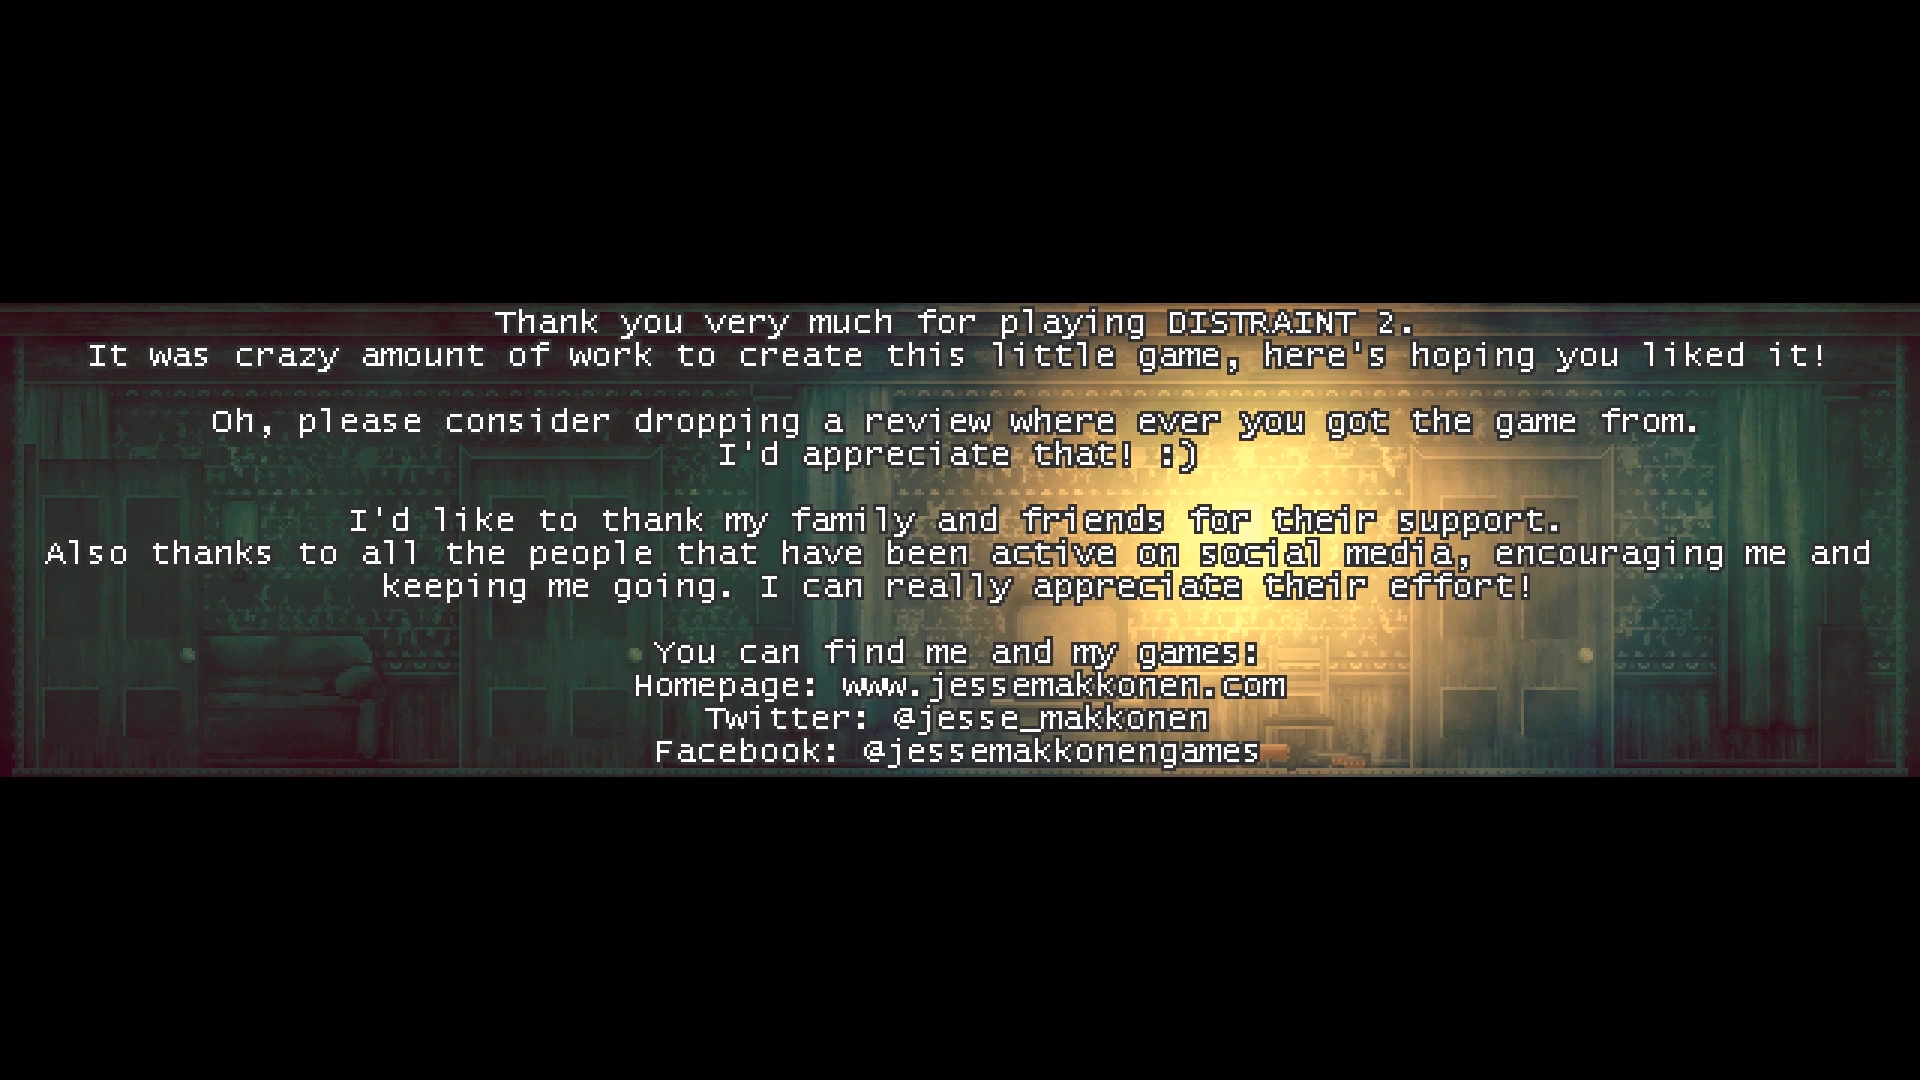 Thank you very much for playing DISTRAINT 2.
It was crazy amount of work to create this little game, here's hoping you liked it!
Oh, please consider dropping a review where ever you got the game from.
I'd appreciate that! :)
I'd like to thank my family and friends for their support.
Also thanks to all the people that have been active on social media, encouraging me and
keeping me going. I can really appreciate their effort!
You can find me and my games:
Homepage: www.jessemakkonen.com
Twitter: @jesse_makkonen
Facebook: @jessemakkonengames